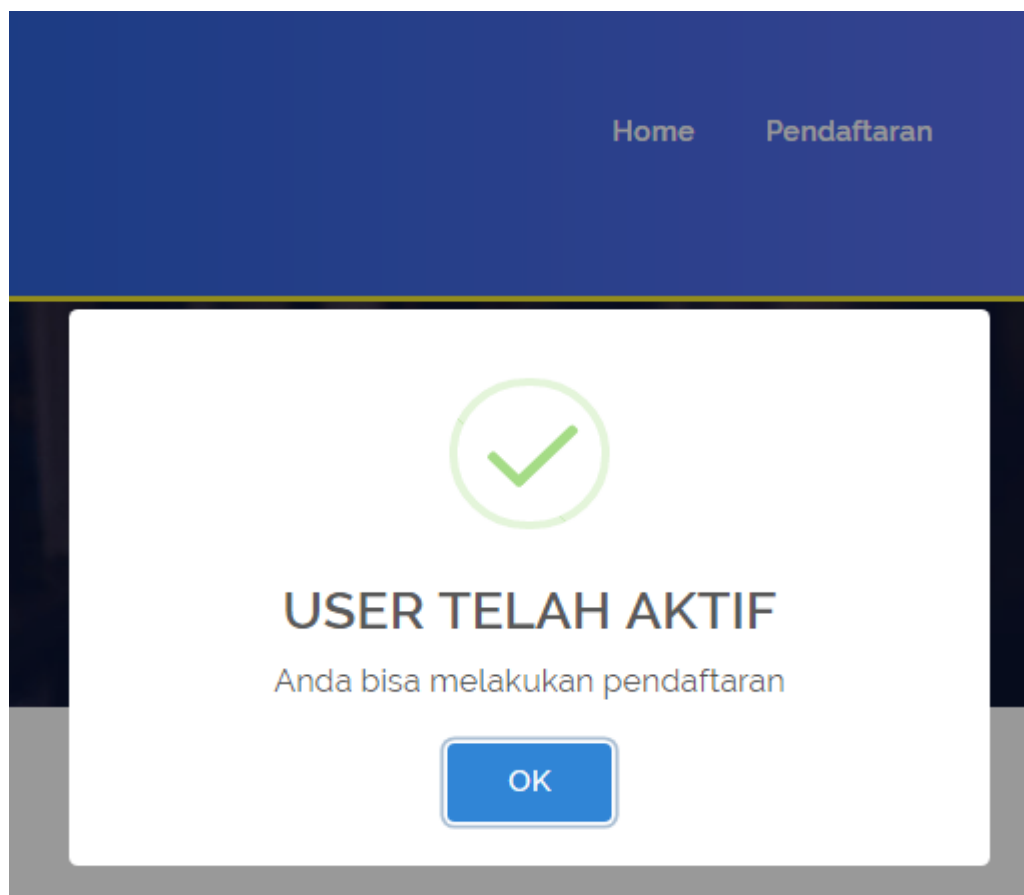 Home Pendaftaran
USER TELAH AKTIF
Anda bisa melakukan pendaftaran
OK